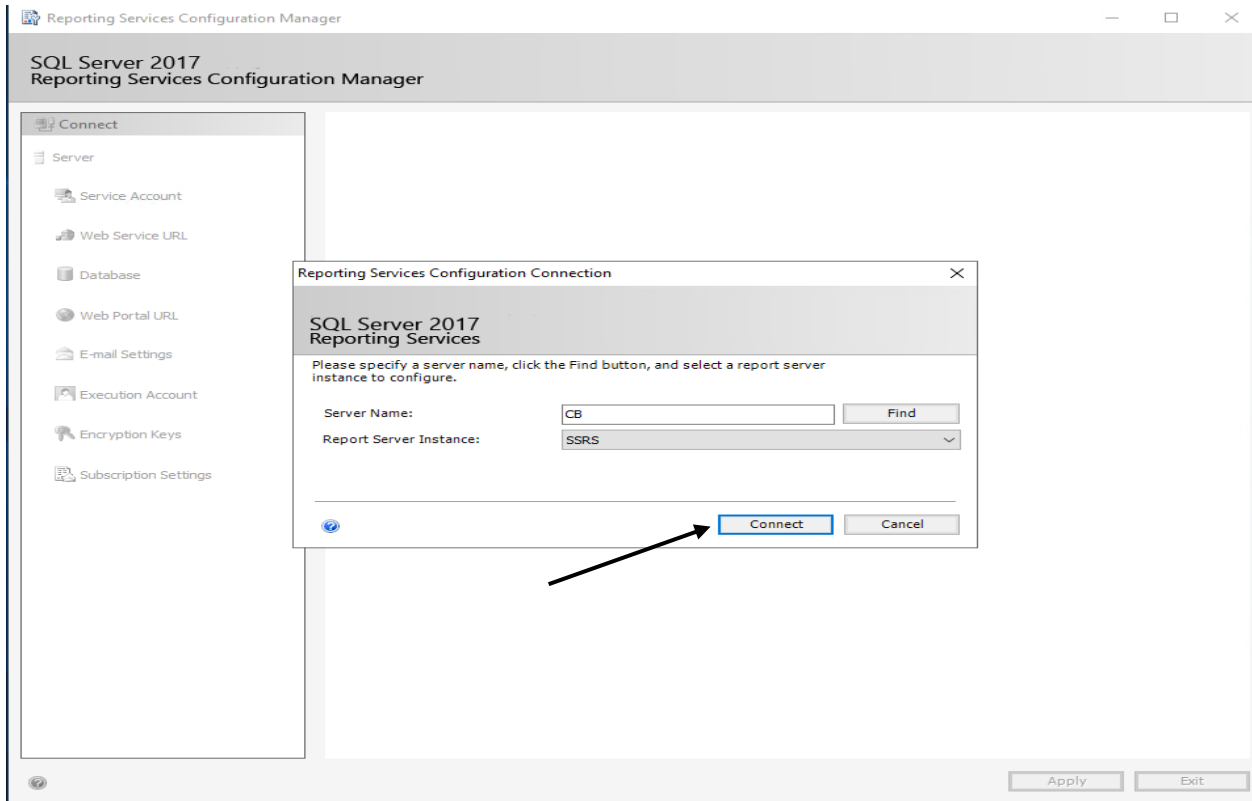 Reporting Services Configuration Manager
SQL Server 2017
Reporting Services Configuration Manager
Connect
Server
Service Account
Web Service URL
Database
Web Portal URL
E-mail Settings
Execution Account
Encryption Keys
Subscription Settings
Reporting Services Configuration Connection
SQL Server 2017
Reporting Services
Please specify a server name, click the Find button, and select a report server
instance to configure.
Server Name: CB Find
Report Server Instance: SSRS
Connect Cancel
Apply Exit